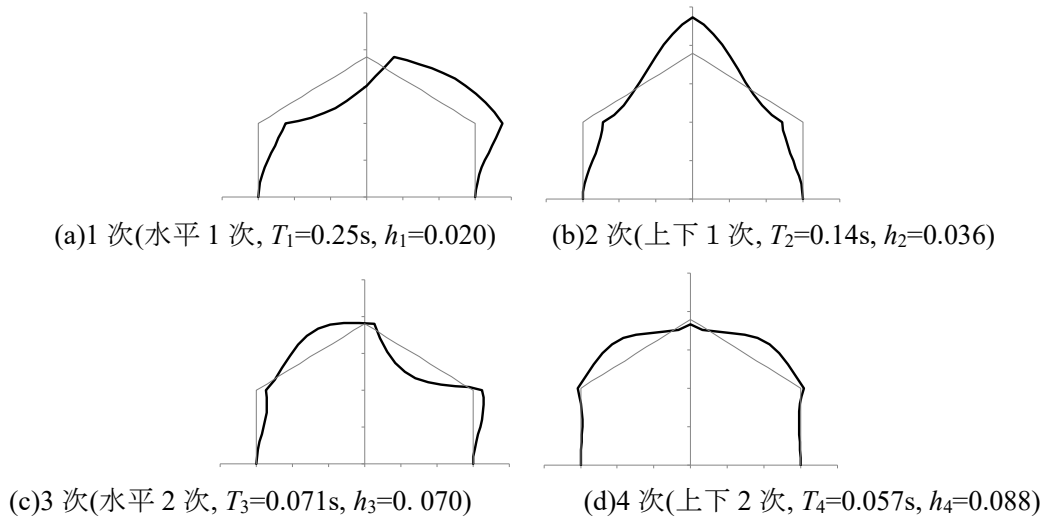 (a)1 次(水平 1 次, T1=0.25s, h1=0.020)
(b)2 次(上下 1 次, T2=0.14s, h2=0.036)
(c)3 次(水平 2 次, T3=0.071s, h3=0. 070)
(d)4 次(上下 2 次, T4=0.057s, h4=0.088)